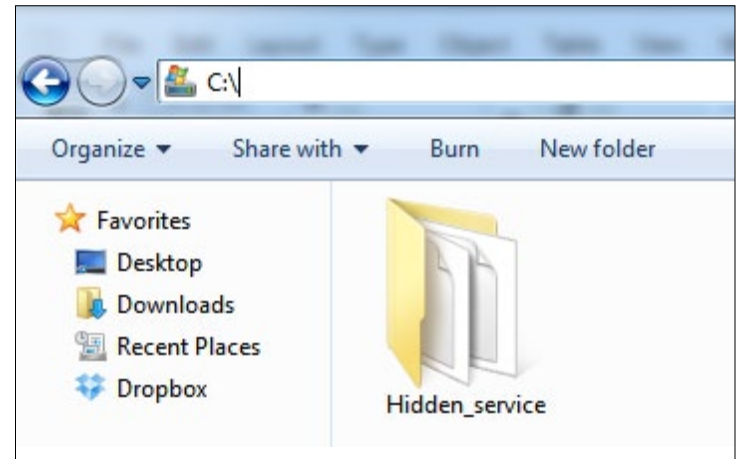 C:\
Organize Share with Burn New folder
Favorites
Desktop
Downloads
Recent Places
Dropbox
Hidden_service